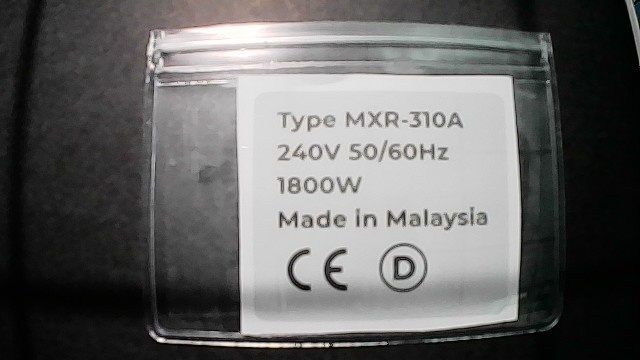 Type MXR-310A
240V 50/60Hz
1800W
Made in Malaysia
CE D